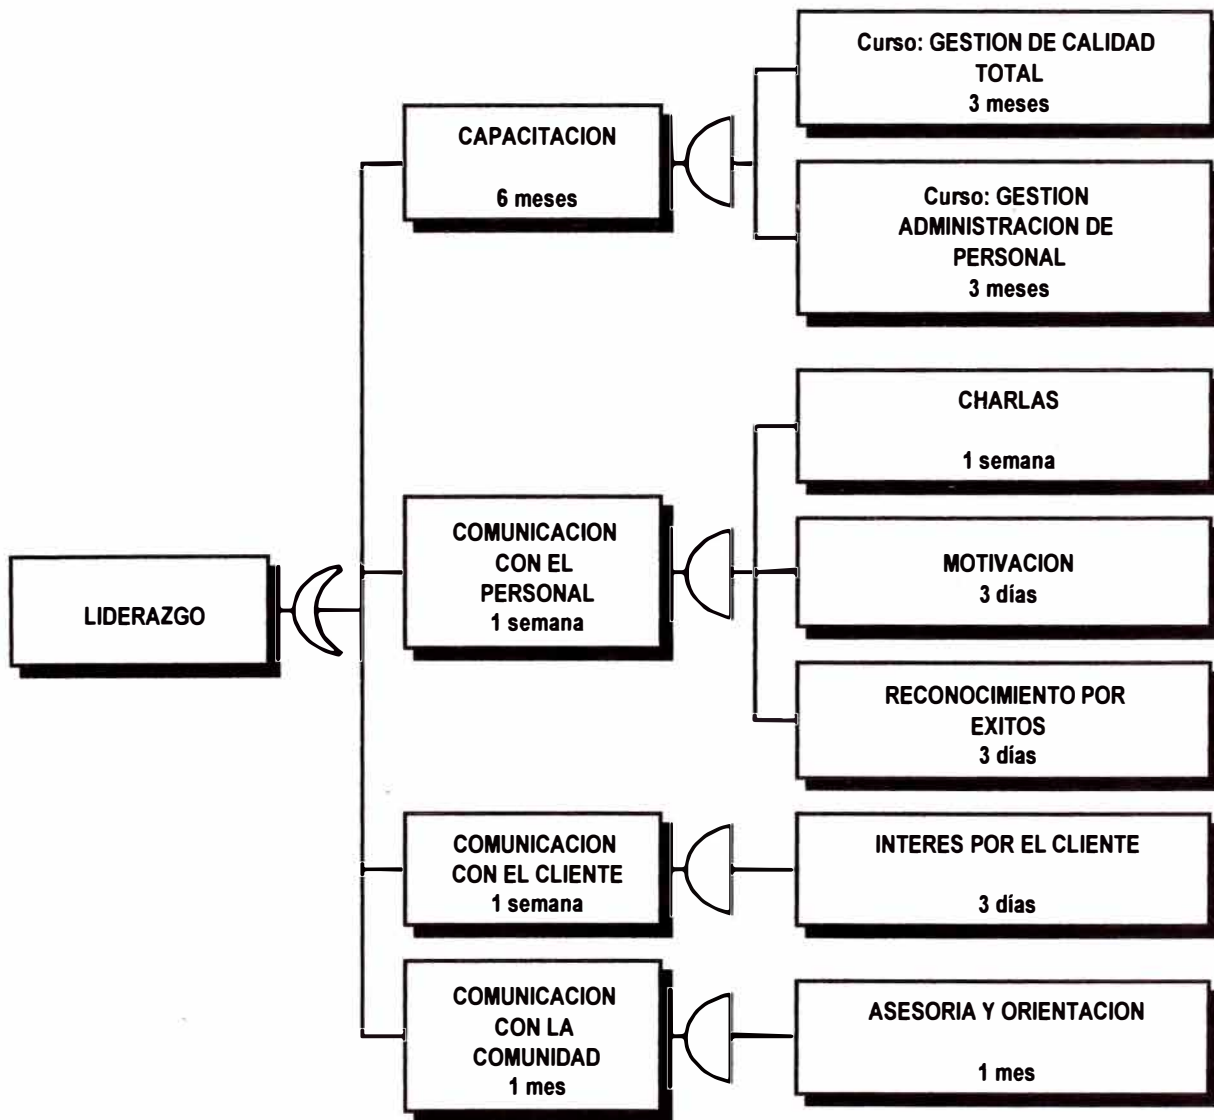 LIDERAZGO
CAPACITACION
6 meses
Curso: GESTION DE CALIDAD
TOTAL
3 meses
Curso: GESTION
ADMINISTRACION DE
PERSONAL
3 meses
COMUNICACION
CON EL
PERSONAL
1 semana
CHARLAS
1 semana
MOTIVACION
3 días
RECONOCIMIENTO POR
EXITOS
3 días
COMUNICACION
CON EL CLIENTE
1 semana
INTERES POR EL CLIENTE
3 días
COMUNICACION
CON LA
COMUNIDAD
1 mes
ASESORIA Y ORIENTACION
1 mes